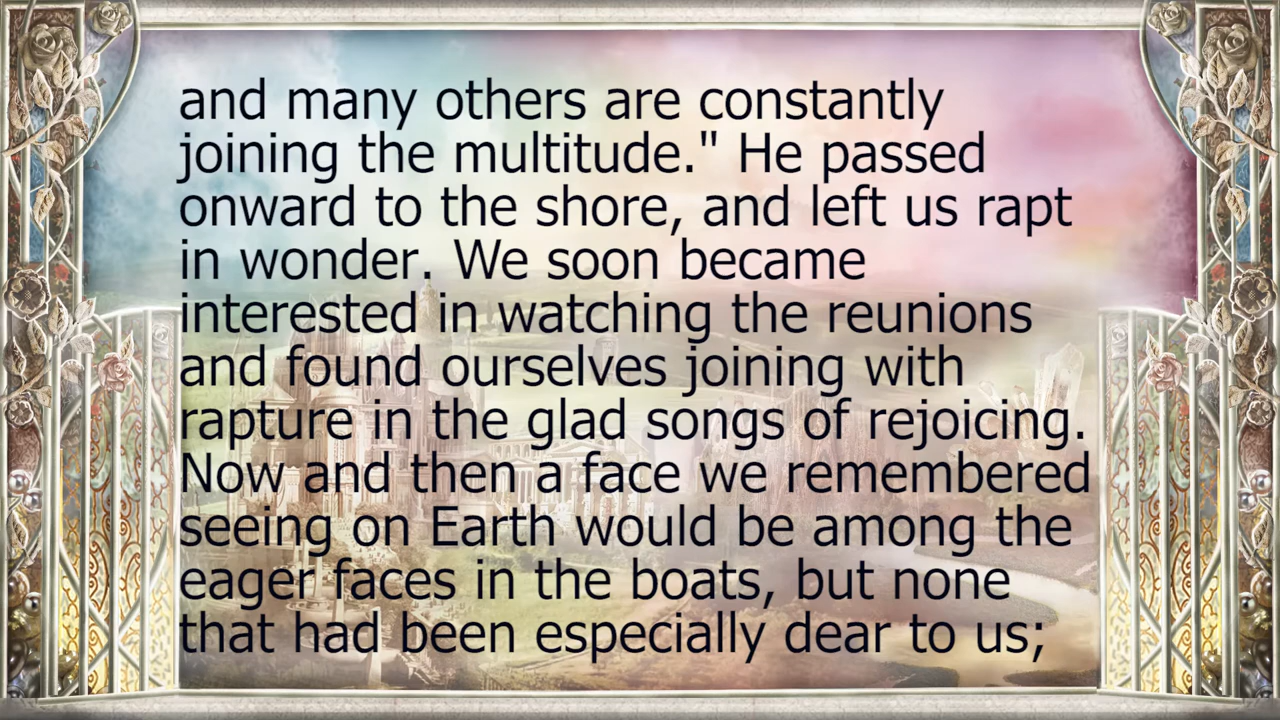 and many others are constantly
joining the multitude." He passed
onward to the shore, and left us rapt
in wonder. We soon became
interested in watching the reunions
and found ourselves joining with
rapture in the glad songs of rejoicing.
Now and then a face we remembered
seeing on Earth would be among the
eager faces in the boats, but none
that had been especially dear to us;